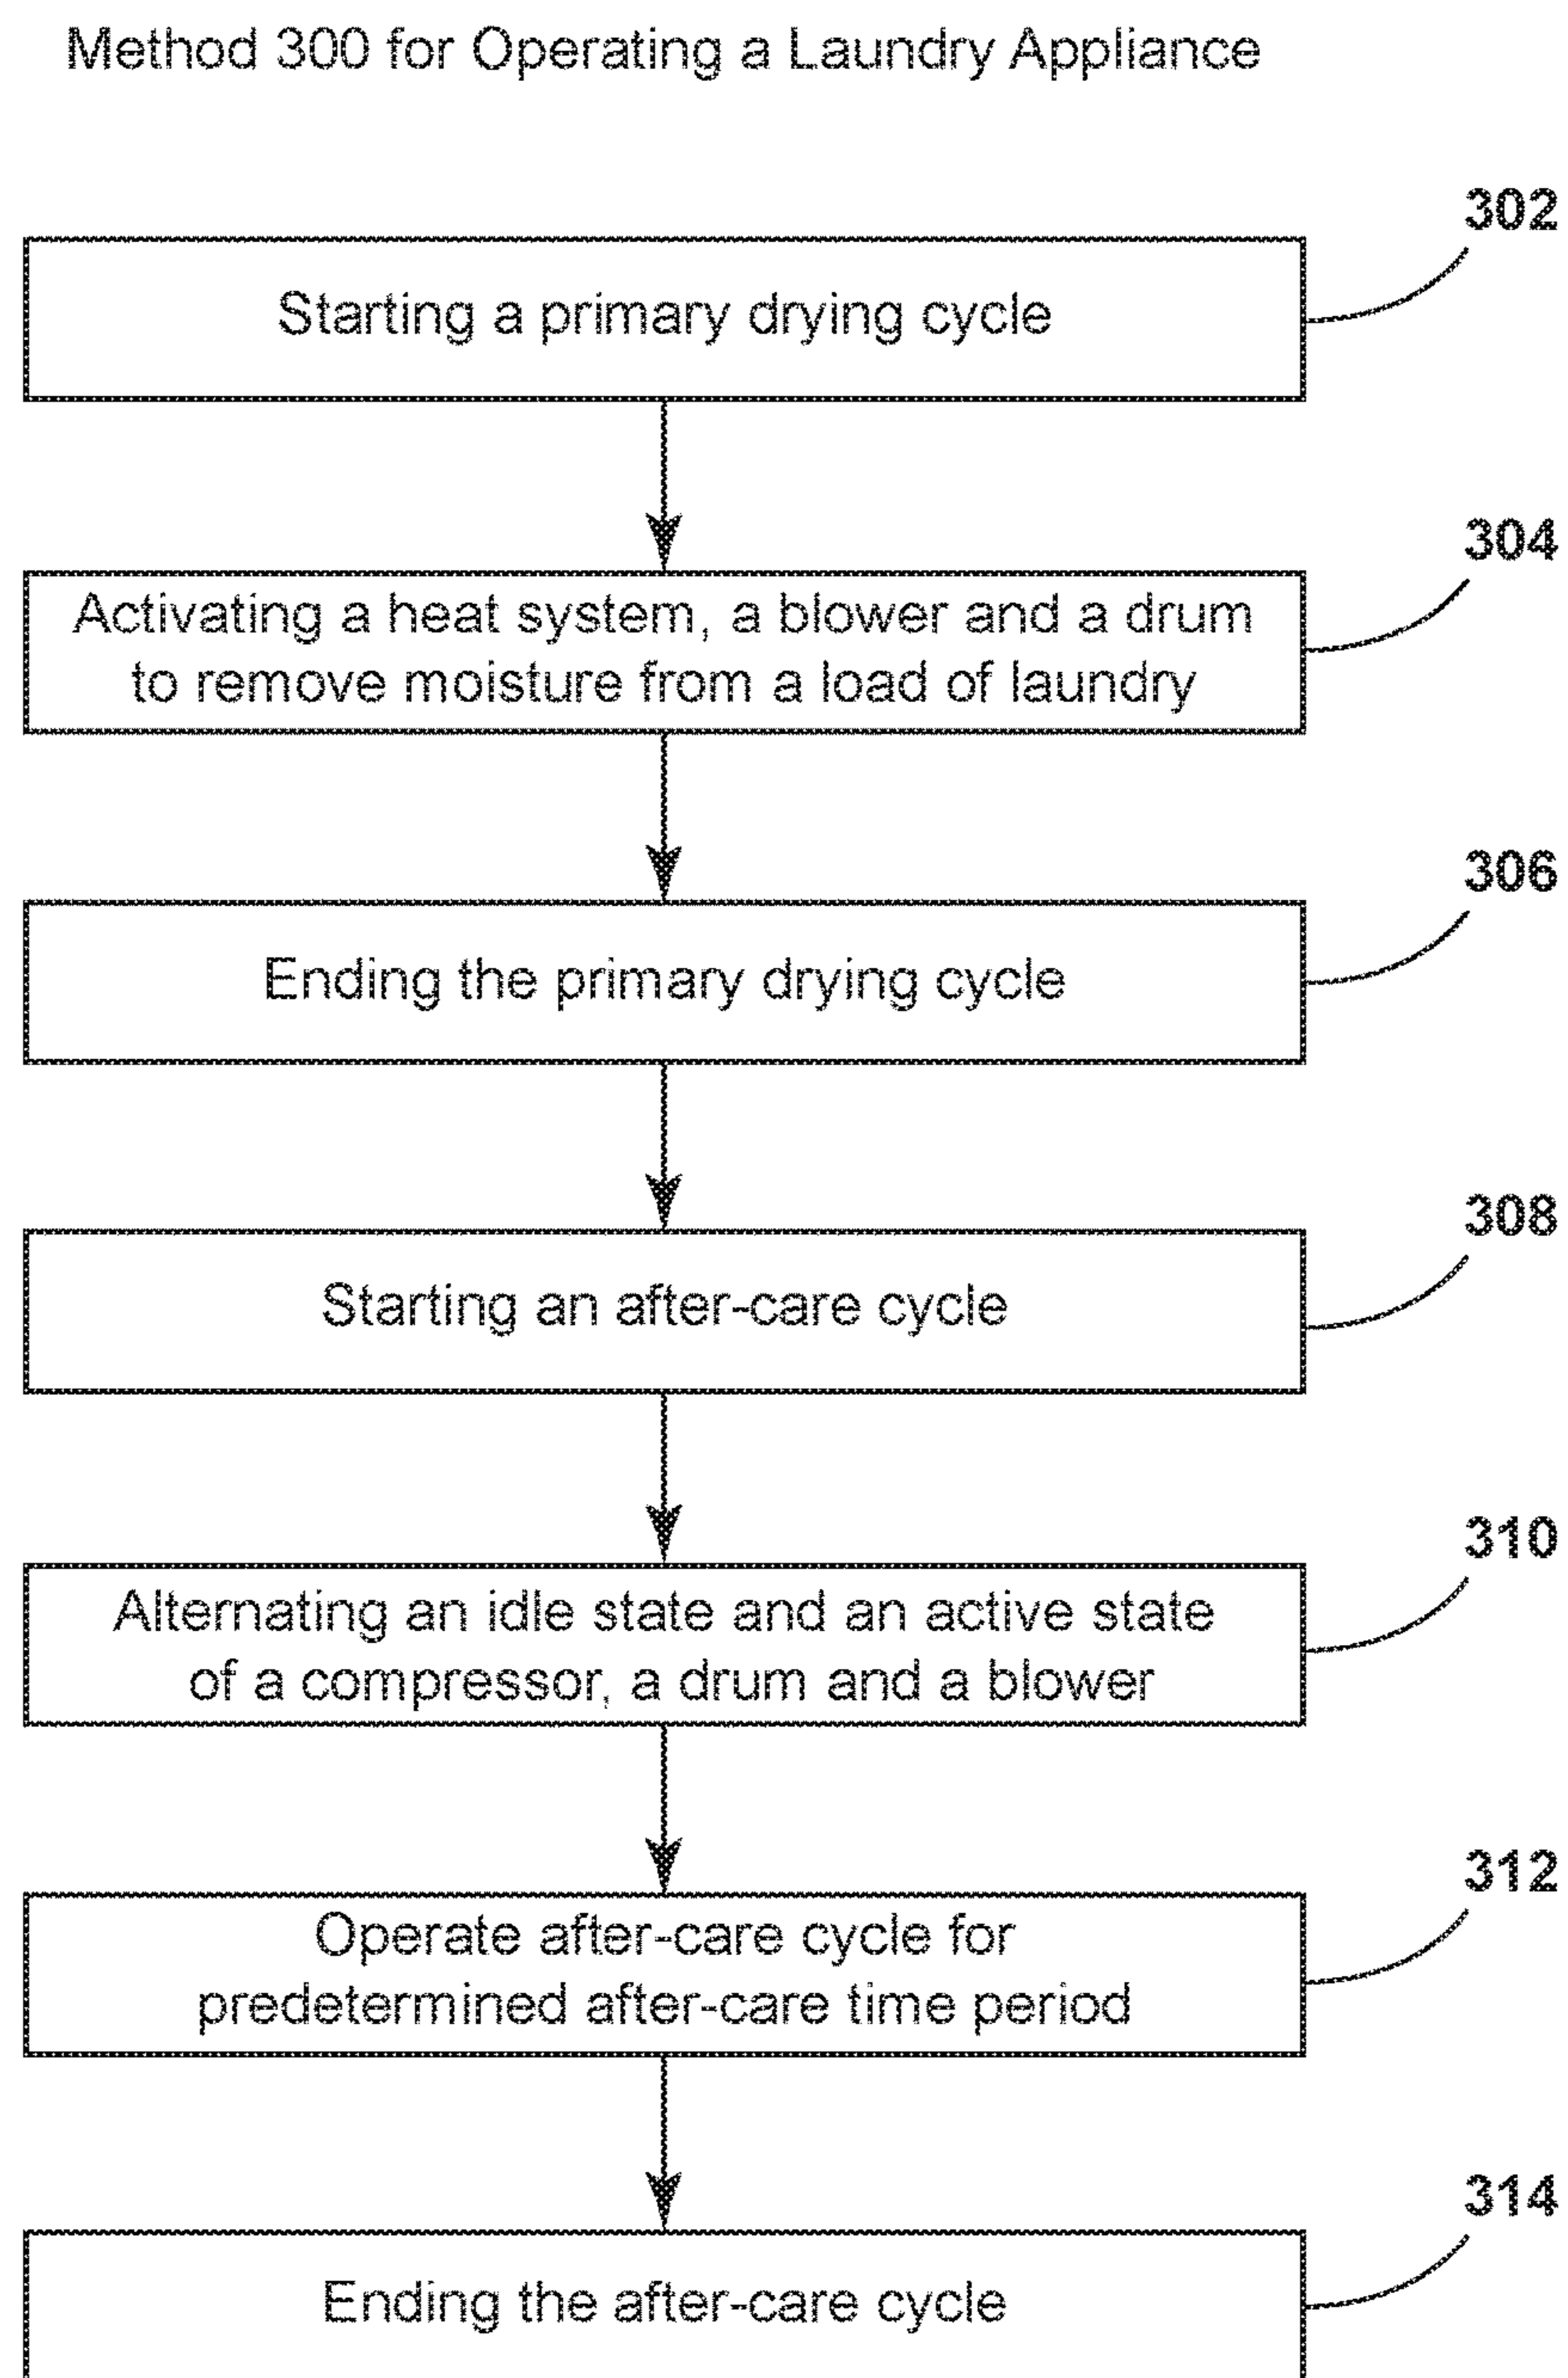 Method 300 for Operating a Laundry Appliance
302
Starting a primary drying cycle
304
Activating a heat system, a blower and a drum
to remove moisture from a load of laundry
306
Ending the primary drying cycle
308
Starting an after-care cycle
310
Alternating an idle state and an active state
of a compressor, a drum and a blower
312
Operate after-care cycle for
predetermined after-care time period
314
Ending the after-care cycle